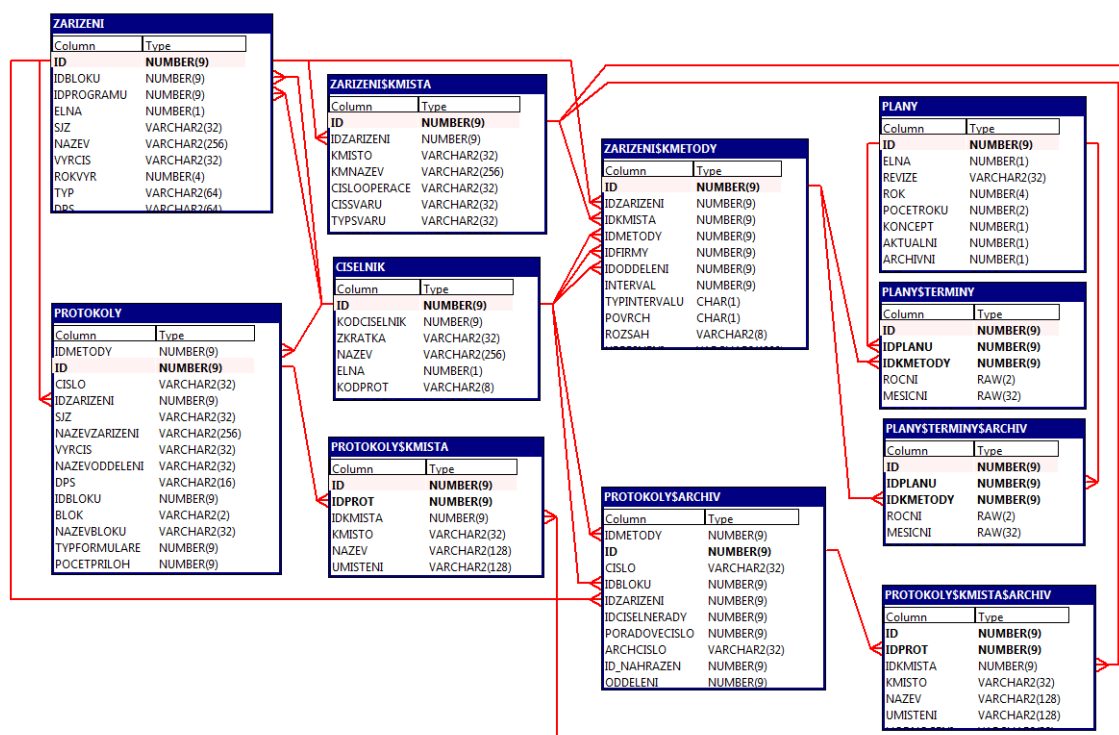 ZARIZENI
Column Type
ID NUMBER(9)
IDBLOKU NUMBER(9)
IDPROGRAMU NUMBER(9)
ELNA NUMBER(1)
SJZ VARCHAR2(32)
NAZEV VARCHAR2(256)
VYRCIS VARCHAR2(32)
ROKVYR NUMBER(4)
TYP VARCHAR2(64)
DPS VARCHAR2(64)
ZARIZENI$KMISTA
Column Type
ID NUMBER(9)
IDZARIZENI NUMBER(9)
KMISTO VARCHAR2(32)
KMNAZEV VARCHAR2(256)
CISLOOPERACE VARCHAR2(32)
CISSVARU VARCHAR2(32)
TYPSVARU VARCHAR2(32)
ZARIZENI$KMETODY
Column Type
ID NUMBER(9)
IDZARIZENI NUMBER(9)
IDKMISTA NUMBER(9)
IDMETODY NUMBER(9)
IDFIRMY NUMBER(9)
IDODDELENI NUMBER(9)
INTERVAL NUMBER(9)
TYPINTERVALU CHAR(1)
POVRCH CHAR(1)
ROZSAH VARCHAR2(8)
PLANY
Column Type
ID NUMBER(9)
ELNA NUMBER(1)
REVIZE VARCHAR2(32)
ROK NUMBER(4)
POCETROKU NUMBER(2)
KONCEPT NUMBER(1)
AKTUALNI NUMBER(1)
ARCHIVNI NUMBER(1)
CISELNIK
Column Type
ID NUMBER(9)
KODCISELNIK NUMBER(9)
ZKRATKA VARCHAR2(32)
NAZEV VARCHAR2(256)
ELNA NUMBER(1)
KODPROT VARCHAR2(8)
PLANY$TERMINY
Column Type
ID NUMBER(9)
IDPLANU NUMBER(9)
IDKMETODY NUMBER(9)
ROCNI RAW(2)
MESICNI RAW(32)
PROTOKOLY
Column Type
IDMETODY NUMBER(9)
ID NUMBER(9)
CISLO VARCHAR2(32)
IDZARIZENI NUMBER(9)
SJZ VARCHAR2(32)
NAZEVZARIZENI VARCHAR2(256)
VYRCIS VARCHAR2(32)
NAZEVODDELENI VARCHAR2(32)
DPS VARCHAR2(16)
IDBLOKU NUMBER(9)
BLOK VARCHAR2(2)
NAZEVBLOKU VARCHAR2(32)
TYPFORMULARE NUMBER(9)
POCETPRILOH NUMBER(9)
PLANY$TERMINY$ARCHIV
Column Type
ID NUMBER(9)
IDPLANU NUMBER(9)
IDKMETODY NUMBER(9)
ROCNI RAW(2)
MESICNI RAW(32)
PROTOKOLY$KMISTA
Column Type
ID NUMBER(9)
IDPROT NUMBER(9)
IDKMISTA NUMBER(9)
KMISTO VARCHAR2(32)
NAZEV VARCHAR2(128)
UMISTENI VARCHAR2(128)
PROTOKOLY$ARCHIV
Column Type
IDMETODY NUMBER(9)
ID NUMBER(9)
CISLO VARCHAR2(32)
IDBLOKU NUMBER(9)
IDZARIZENI NUMBER(9)
IDCISELNERADY NUMBER(9)
PORADOVECISLO NUMBER(9)
ARCHCISLO VARCHAR2(32)
ID_NAHRAZEN NUMBER(9)
ODDELENI NUMBER(9)
PROTOKOLY$KMISTA$ARCHIV
Column Type
ID NUMBER(9)
IDPROT NUMBER(9)
IDKMISTA NUMBER(9)
KMISTO VARCHAR2(32)
NAZEV VARCHAR2(128)
UMISTENI VARCHAR2(128)